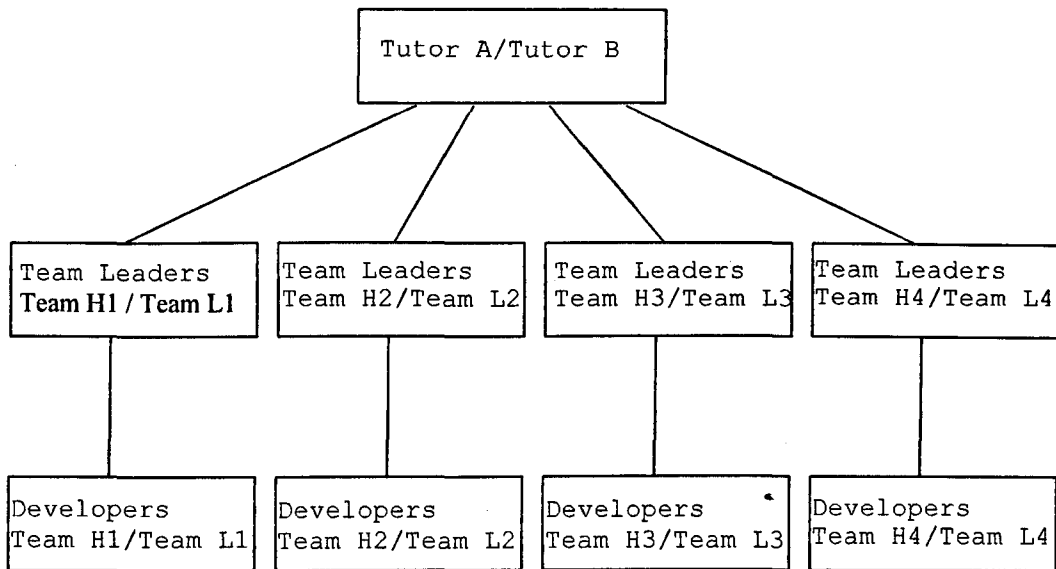 Tutor A/Tutor B
Team Leaders
Team H1 / Team L1
Team Leaders
Team H2/Team L2
Team Leaders
Team H3/Team L3
Team Leaders
Team H4/Team L4
Developers
Team H1/Team L1
Developers
Team H2/Team L2
Developers
Team H3/Team L3
Developers
Team H4/Team L4